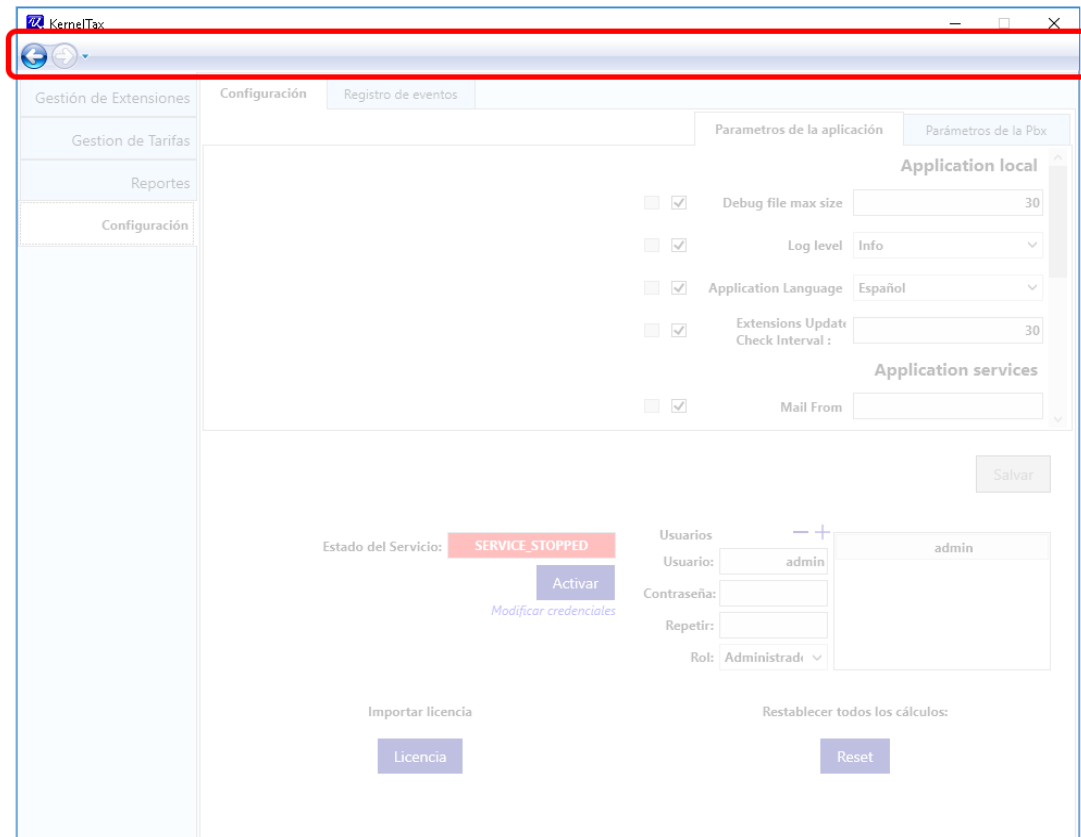 KernelTax
Gestión de Extensiones
Gestion de Tarifas
Reportes
Configuración
Configuración
Registro de eventos
Parametros de la aplicación
Parámetros de la Pbx
Application local
Debug file max size
30
Log level
Info
Application Language
Español
Extensions Update
Check Interval :
30
Application services
Mail From
Salvar
Estado del Servicio:
SERVICE_STOPPED
Activar
Modificar credenciales
Usuarios
Usuario:
admin
Contraseña:
Repetir:
Rol:
Administrad
admin
Importar licencia
Licencia
Restablecer todos los cálculos:
Reset